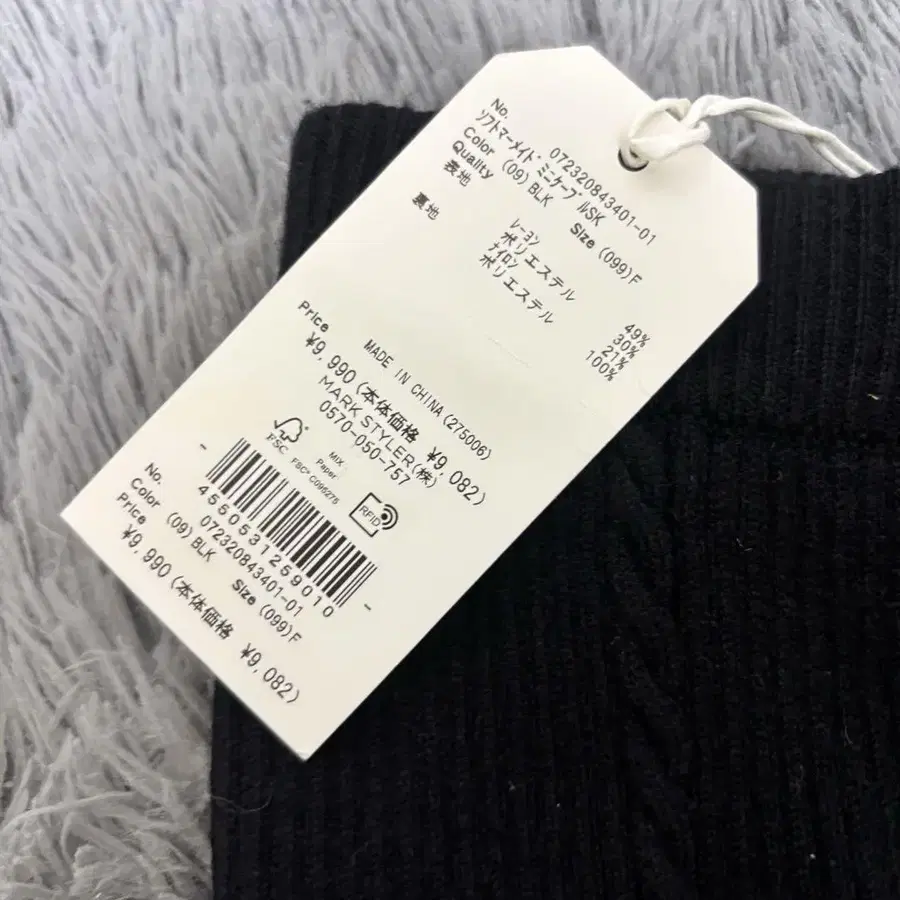 No. 072320843401-01
ｿﾌﾄﾏｰﾒｲﾄﾞﾐﾆｹｰﾌﾞﾙSK
Color (09) BLK Size (099)F
Quality
表地 ﾚｰﾖﾝ 49%
ポリエステル 30%
ﾅｲﾛﾝ 21%
裏地 ポリエステル 100%
MADE IN CHINA (275006)
Price
¥9,990 (本体価格 ¥9,082)
MARK STYLER(株)
0570-050-757
FSC
MIX
Paper
FSC® C095275
RFID
4550531259010
No. 072320843401-01
Color (09) BLK Size (099)F
Price
¥9,990 (本体価格 ¥9,082)